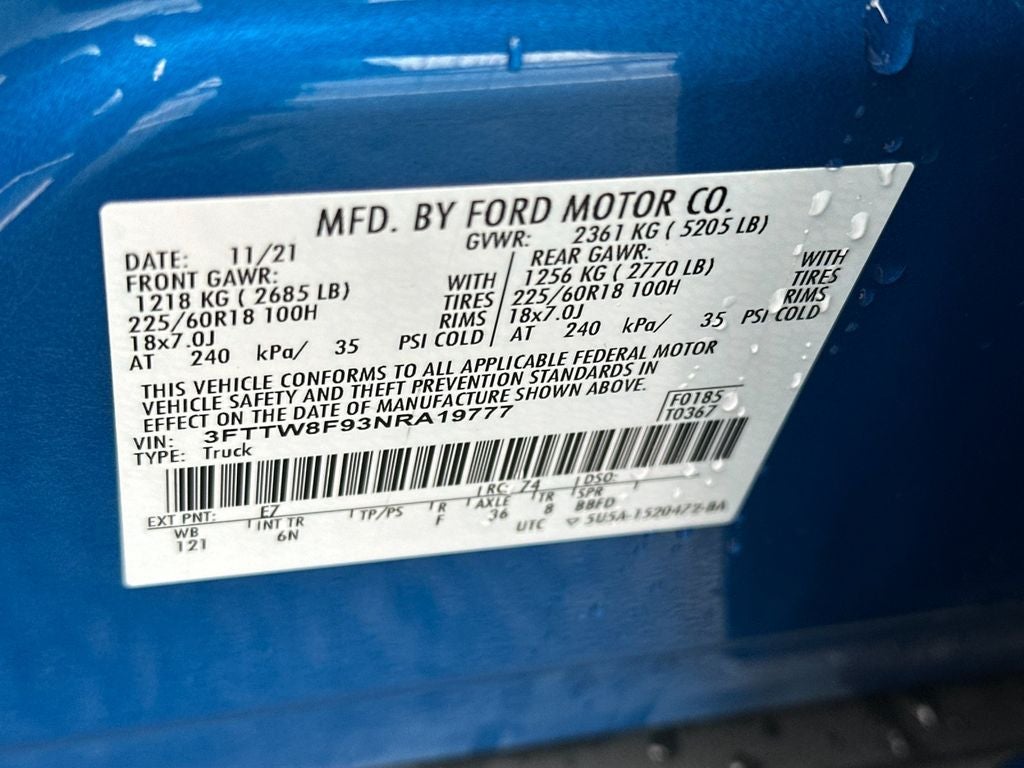 MFD. BY FORD MOTOR CO.
DATE: 11/21 GVWR: 2361 KG ( 5205 LB)
FRONT GAWR: REAR GAWR:
1218 KG ( 2685 LB) WITH 1256 KG ( 2770 LB) WITH
225/60R18 100H TIRES 225/60R18 100H TIRES
18x7.0J RIMS 18x7.0J RIMS
AT 240 kPa/ 35 PSI COLD AT 240 kPa/ 35 PSI COLD
THIS VEHICLE CONFORMS TO ALL APPLICABLE FEDERAL MOTOR
VEHICLE SAFETY AND THEFT PREVENTION STANDARDS IN
EFFECT ON THE DATE OF MANUFACTURE SHOWN ABOVE.
VIN: 3FTTW8F93NRA19777 F0185
TYPE: Truck T0367
EXT PNT: EZ RC: 74 DSO:
WB INT TR TP/PS R AXLE TR SPR
121 6N F 36 8 BBFD
UTC 5U5A-1520472-BA